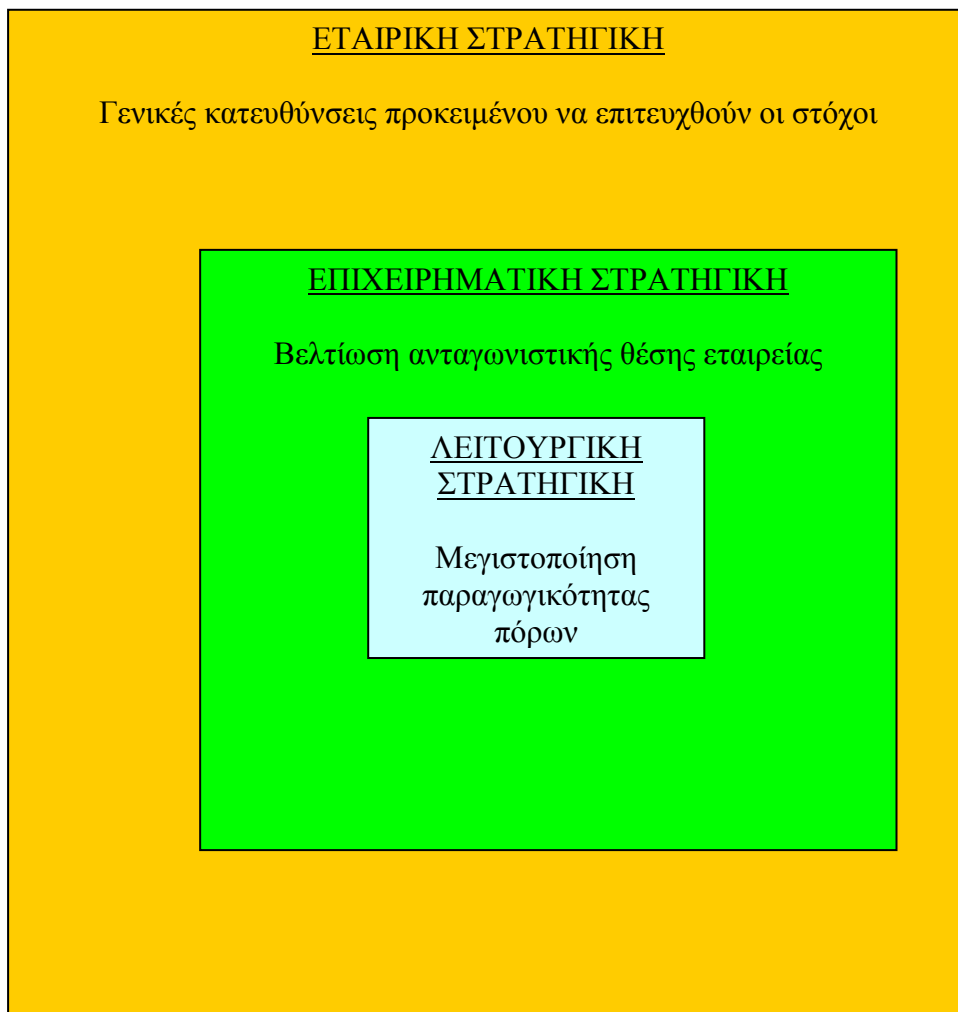 ΕΤΑΙΡΙΚΗ ΣΤΡΑΤΗΓΙΚΗ
Γενικές κατευθύνσεις προκειμένου να επιτευχθούν οι στόχοι
ΕΠΙΧΕΙΡΗΜΑΤΙΚΗ ΣΤΡΑΤΗΓΙΚΗ
Βελτίωση ανταγωνιστικής θέσης εταιρείας
ΛΕΙΤΟΥΡΓΙΚΗ
ΣΤΡΑΤΗΓΙΚΗ
Μεγιστοποίηση
παραγωγικότητας
πόρων